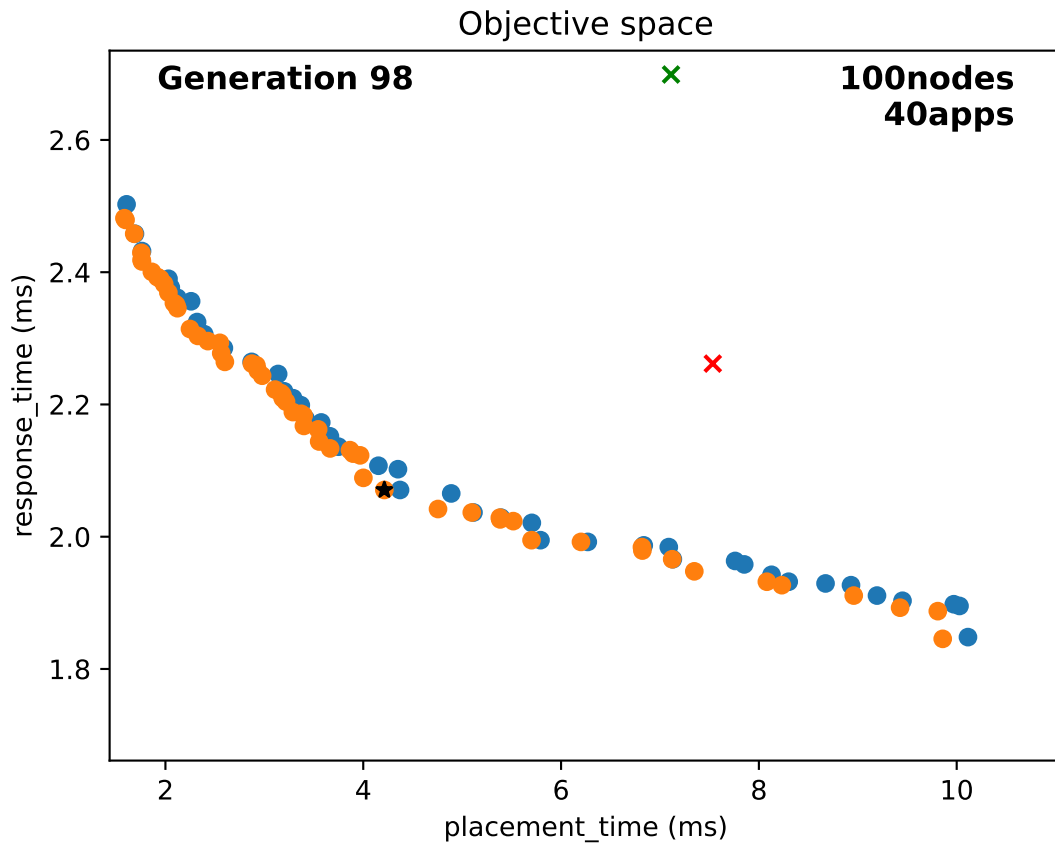 Objective space
Generation 98
100nodes
40apps
2.6
2.4
2.2
2.0
1.8
response_time (ms)
2
4
6
8
10
placement_time (ms)